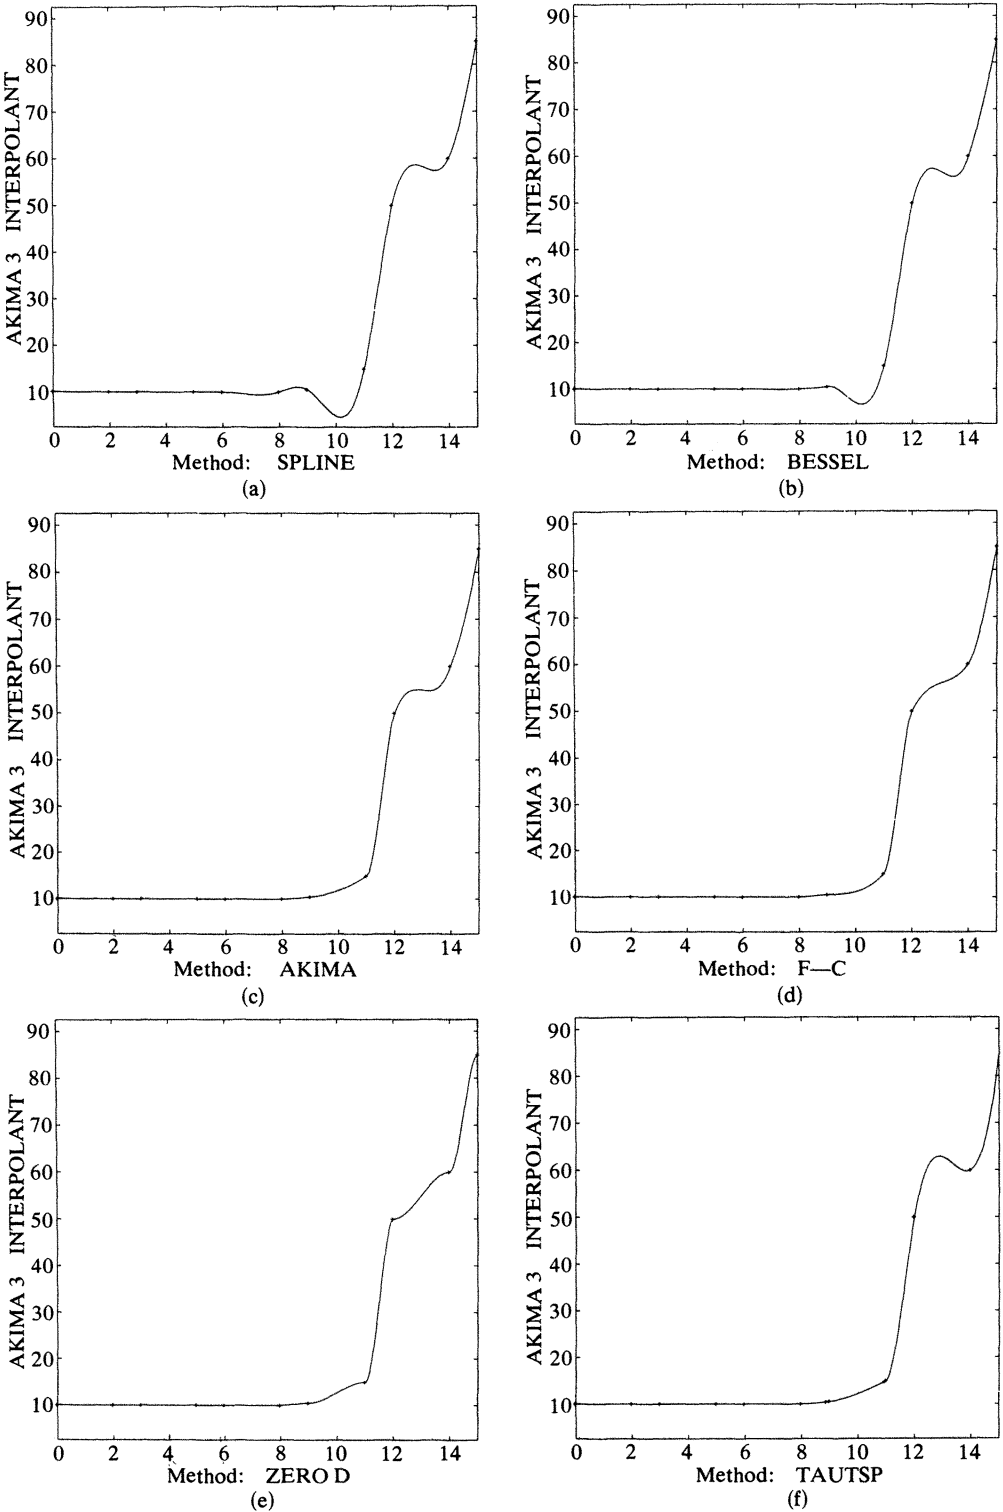 90
80
70
60
50
40
30
20
10
AKIMA 3 INTERPOLANT
0 2 4 6 8 10 12 14
Method: SPLINE
(a)
90
80
70
60
50
40
30
20
10
AKIMA 3 INTERPOLANT
0 2 4 6 8 10 12 14
Method: BESSEL
(b)
90
80
70
60
50
40
30
20
10
AKIMA 3 INTERPOLANT
0 2 4 6 8 10 12 14
Method: AKIMA
(c)
90
80
70
60
50
40
30
20
10
AKIMA 3 INTERPOLANT
0 2 4 6 8 10 12 14
Method: F—C
(d)
90
80
70
60
50
40
30
20
10
AKIMA 3 INTERPOLANT
0 2 4 6 8 10 12 14
Method: ZERO D
(e)
90
80
70
60
50
40
30
20
10
AKIMA 3 INTERPOLANT
0 2 4 6 8 10 12 14
Method: TAUTSP
(f)